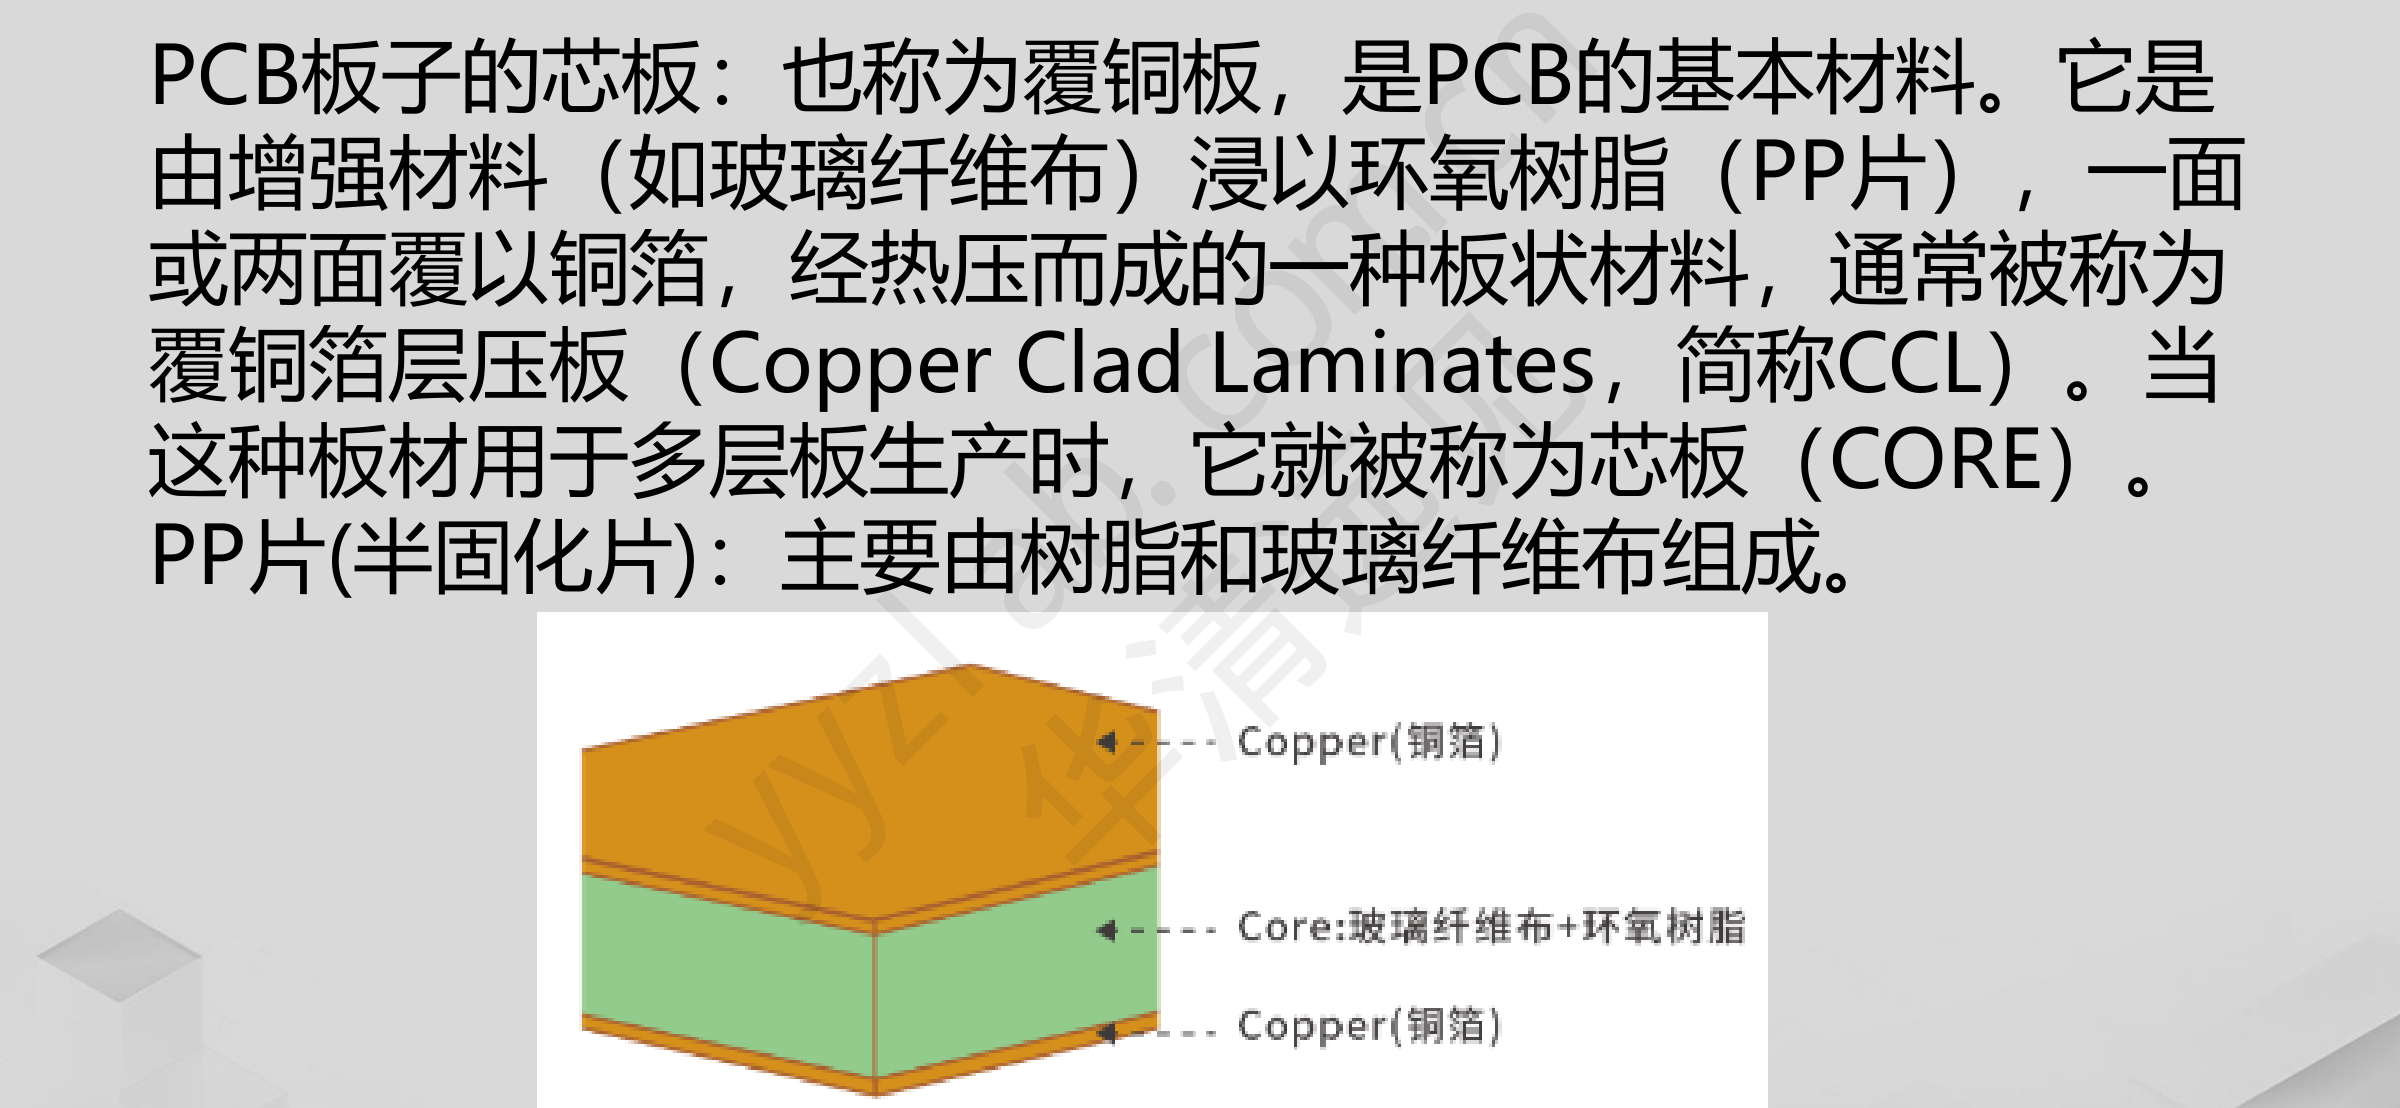 PCB板子的芯板：也称为覆铜板，是PCB的基本材料。它是
由增强材料（如玻璃纤维布）浸以环氧树脂（PP片），一面
或两面覆以铜箔，经热压而成的一种板状材料，通常被称为
覆铜箔层压板（Copper Clad Laminates，简称CCL）。当
这种板材用于多层板生产时，它就被称为芯板（CORE）。
PP片(半固化片)：主要由树脂和玻璃纤维布组成。
Copper(铜箔)
Core:玻璃纤维布+环氧树脂
Copper(铜箔)
yyzlab.com.cn
华清远见